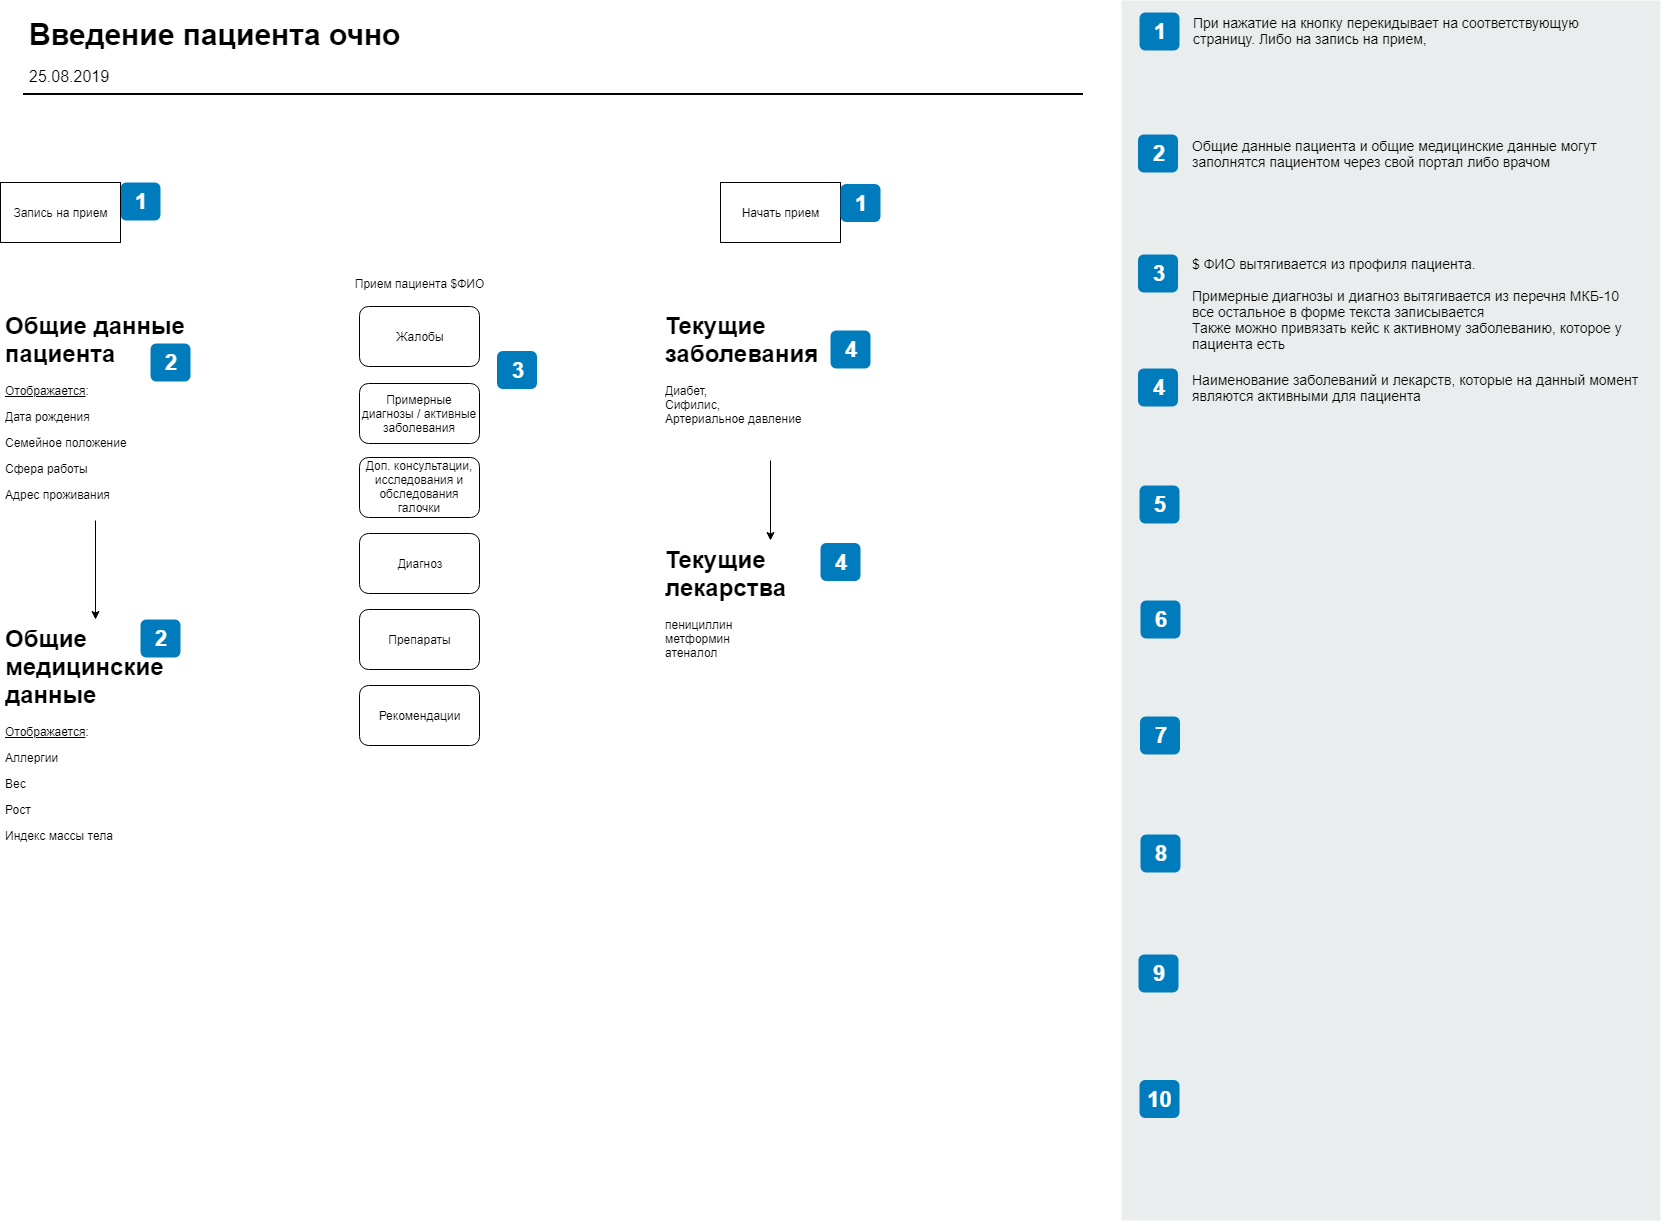 Введение пациента очно
25.08.2019
Запись на прием
1
Начать прием
1
Общие данные
пациента
2
Отображается:
Дата рождения
Семейное положение
Сфера работы
Адрес проживания
Общие
медицинские
данные
2
Отображается:
Аллергии
Вес
Рост
Индекс массы тела
Прием пациента $ФИО
Жалобы
3
Примерные
диагнозы / активные
заболевания
Доп. консультации,
исследования и
обследования
галочки
Диагноз
Препараты
Рекомендации
Текущие
заболевания
4
Диабет,
Сифилис,
Артериальное давление
Текущие
лекарства
4
пенициллин
метформин
атеналол
1
При нажатие на кнопку перекидывает на соответствующую
страницу. Либо на запись на прием,
2
Общие данные пациента и общие медицинские данные могут
заполнятся пациентом через свой портал либо врачом
3
$ ФИО вытягивается из профиля пациента.
Примерные диагнозы и диагноз вытягивается из перечня МКБ-10
все остальное в форме текста записывается
Также можно привязать кейс к активному заболеванию, которое у
пациента есть
4
Наименование заболеваний и лекарств, которые на данный момент
являются активными для пациента
5
6
7
8
9
10